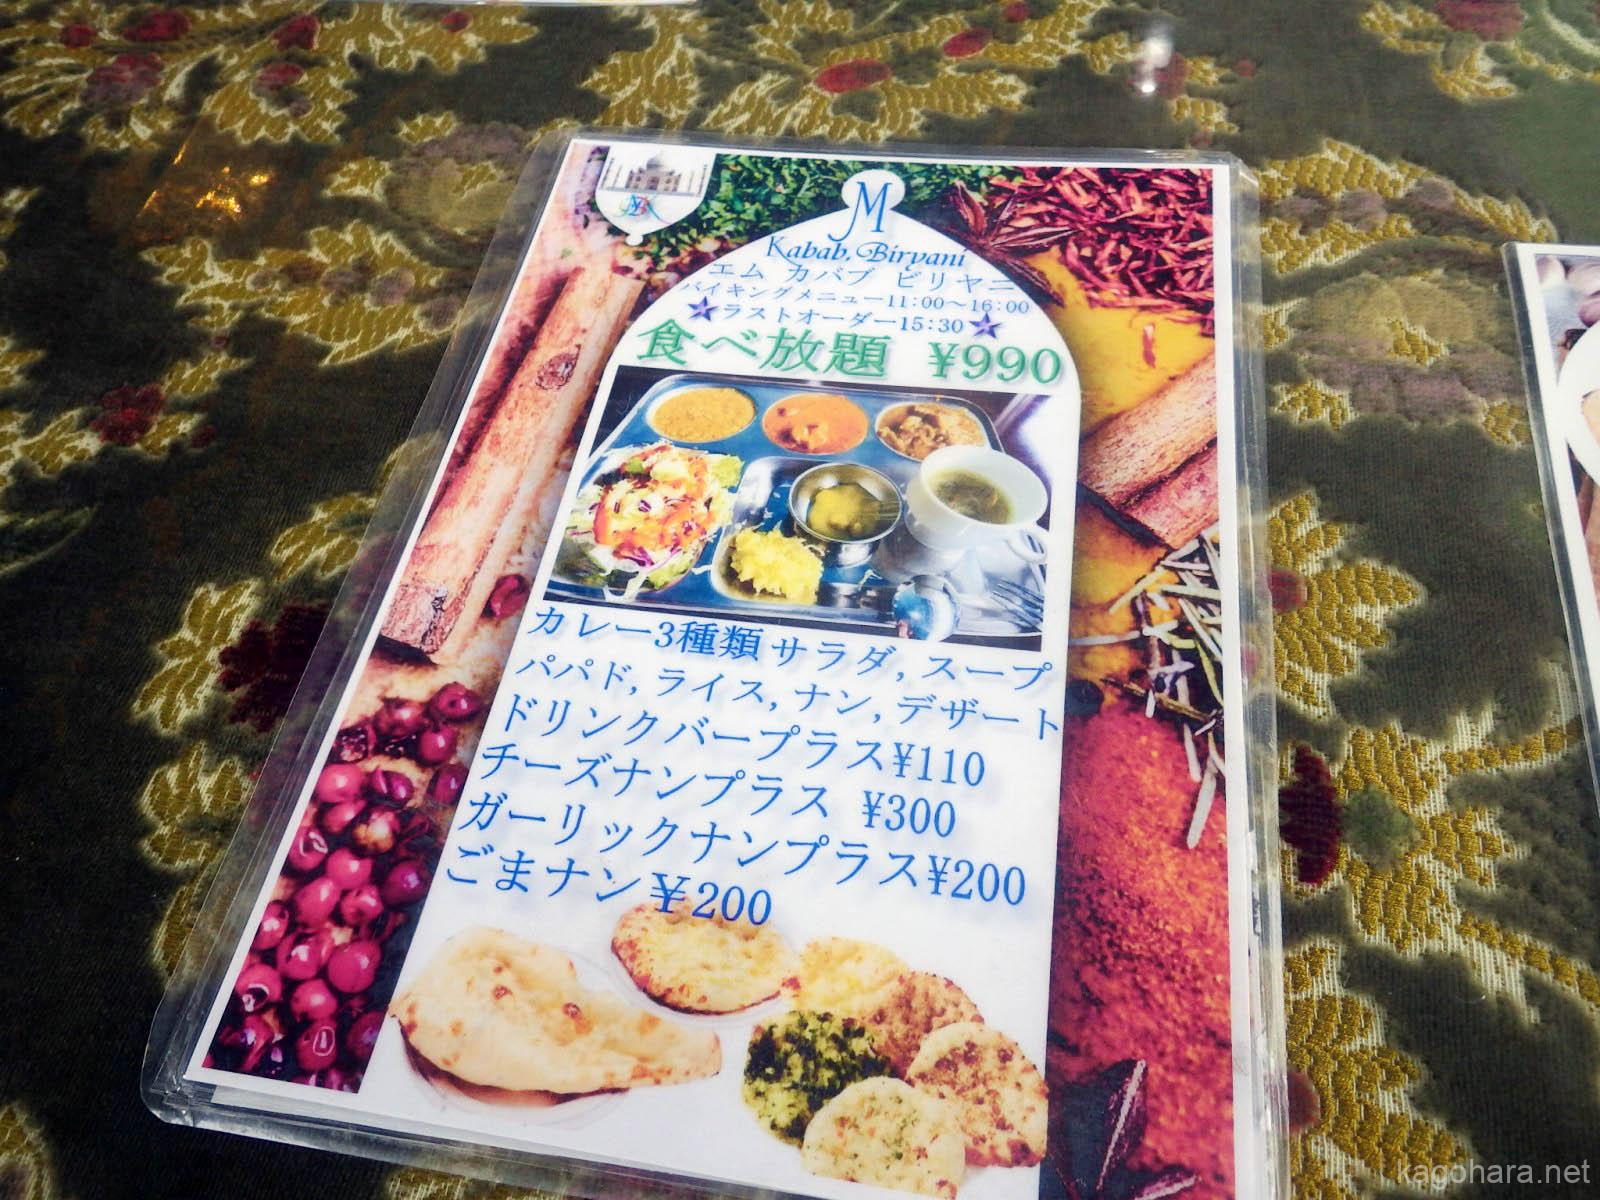 M
Kabab, Biryani
エム カバブ ビリヤニ
バイキングメニュー11:00～16:00
★ラストオーダー15:30★
食べ放題 ¥990
カレー3種類 サラダ, スープ
パパド, ライス, ナン, デザート
ドリンクバープラス¥110
チーズナンプラス ¥300
ガーリックナンプラス¥200
ごまナン￥200
kagohara.net